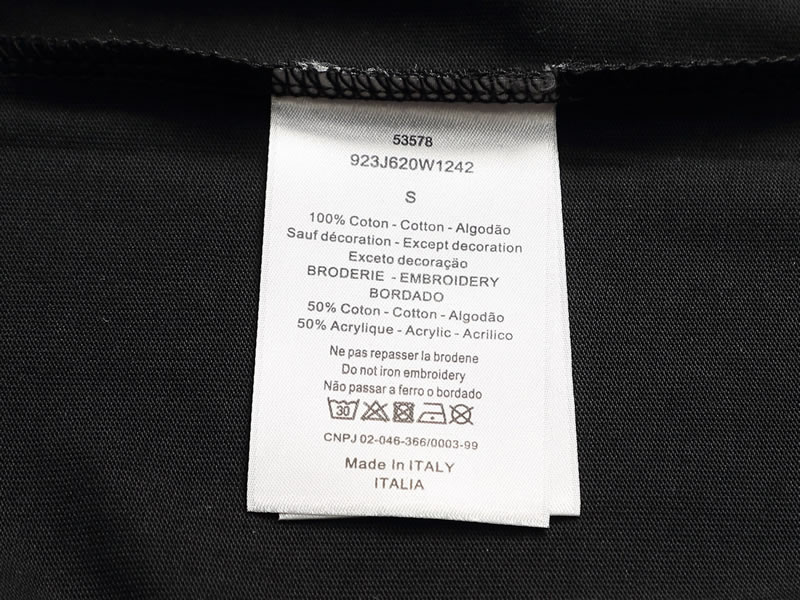 53578
923J620W1242
S
100% Coton - Cotton - Algodão
Sauf décoration - Except decoration
Exceto decoração
BRODERIE - EMBROIDERY
BORDADO
50% Coton - Cotton - Algodão
50% Acrylique - Acrylic - Acrilico
Ne pas repasser la brodene
Do not iron embroidery
Não passar a ferro o bordado
30
CNPJ 02-046-366/0003-99
Made In ITALY
ITALIA